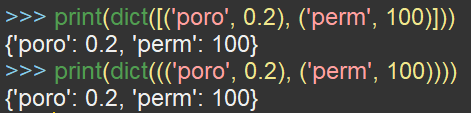 >>> print(dict([('poro', 0.2), ('perm', 100)]))
{'poro': 0.2, 'perm': 100}
>>> print(dict((('poro', 0.2), ('perm', 100))))
{'poro': 0.2, 'perm': 100}